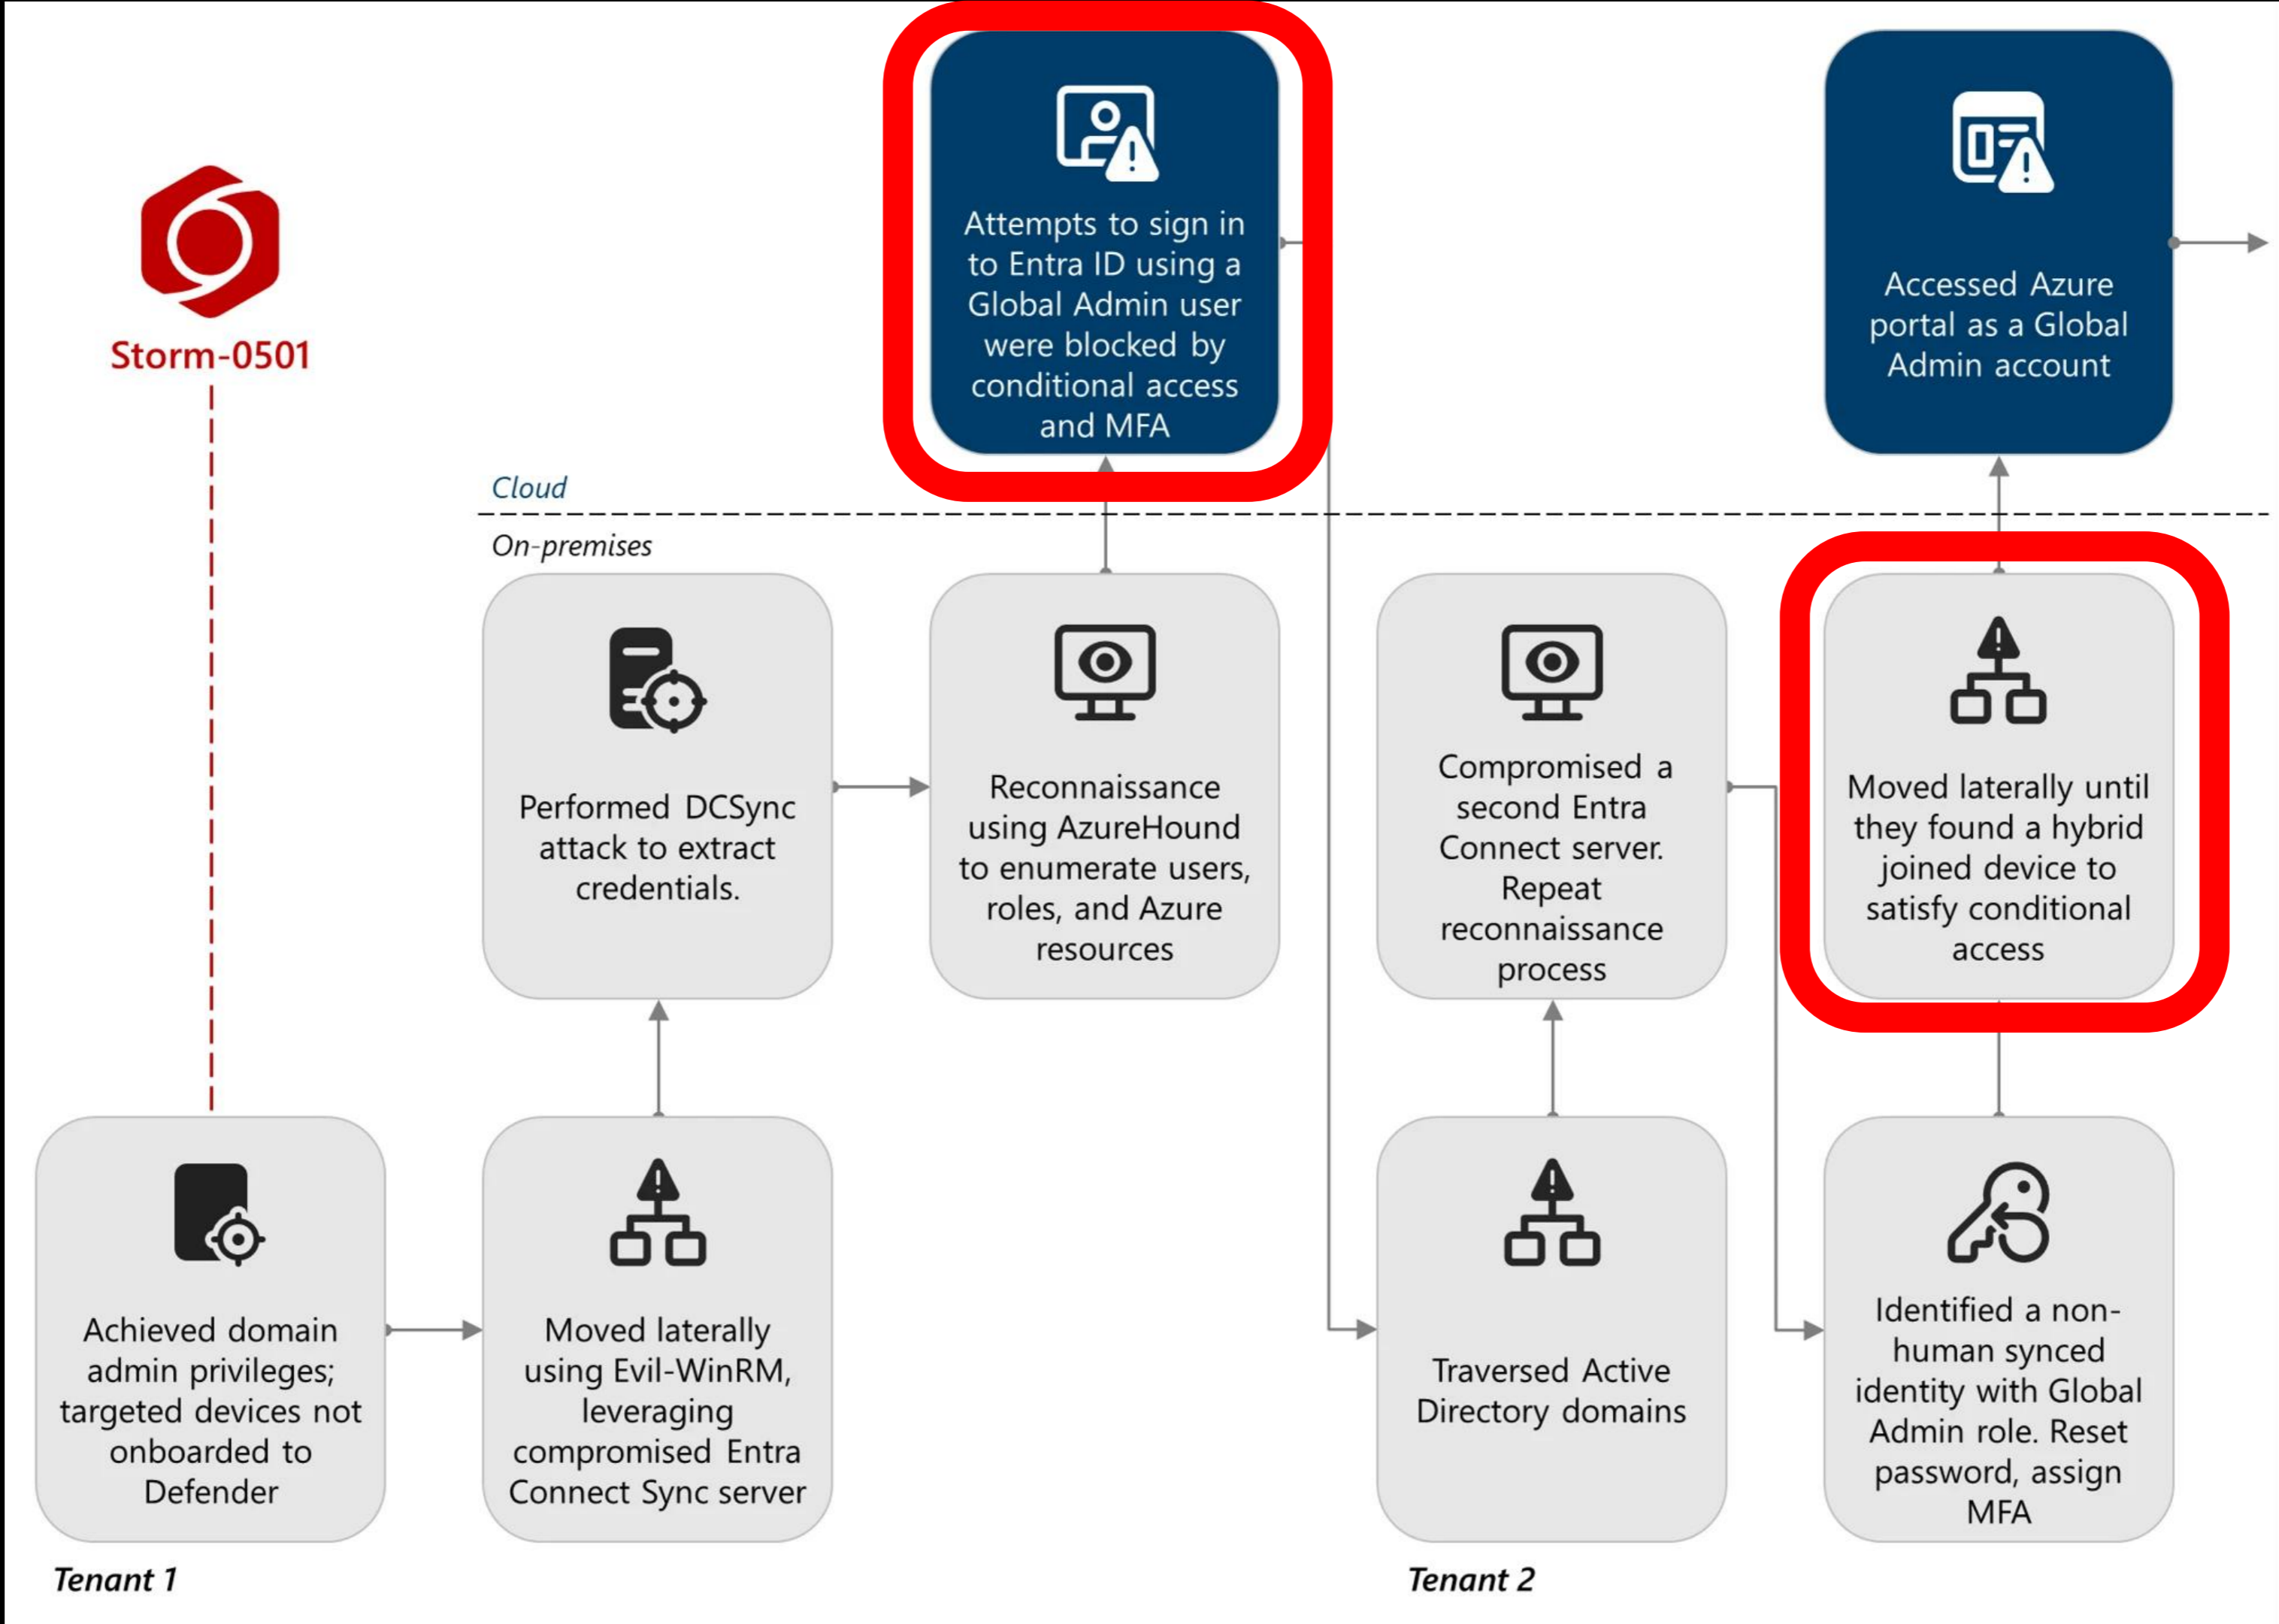 Storm-0501
Attempts to sign in
to Entra ID using a
Global Admin user
were blocked by
conditional access
and MFA
Accessed Azure
portal as a Global
Admin account
Cloud
On-premises
Performed DCSync
attack to extract
credentials.
Reconnaissance
using AzureHound
to enumerate users,
roles, and Azure
resources
Compromised a
second Entra
Connect server.
Repeat
reconnaissance
process
Moved laterally until
they found a hybrid
joined device to
satisfy conditional
access
Achieved domain
admin privileges;
targeted devices not
onboarded to
Defender
Moved laterally
using Evil-WinRM,
leveraging
compromised Entra
Connect Sync server
Traversed Active
Directory domains
Identified a non-
human synced
identity with Global
Admin role. Reset
password, assign
MFA
Tenant 1
Tenant 2